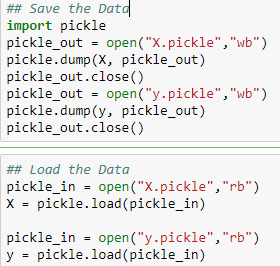 ## Save the Data
import pickle
pickle_out = open("X.pickle","wb")
pickle.dump(X, pickle_out)
pickle_out.close()
pickle_out = open("y.pickle","wb")
pickle.dump(y, pickle_out)
pickle_out.close()
## Load the Data
pickle_in = open("X.pickle","rb")
X = pickle.load(pickle_in)
pickle_in = open("y.pickle","rb")
y = pickle.load(pickle_in)